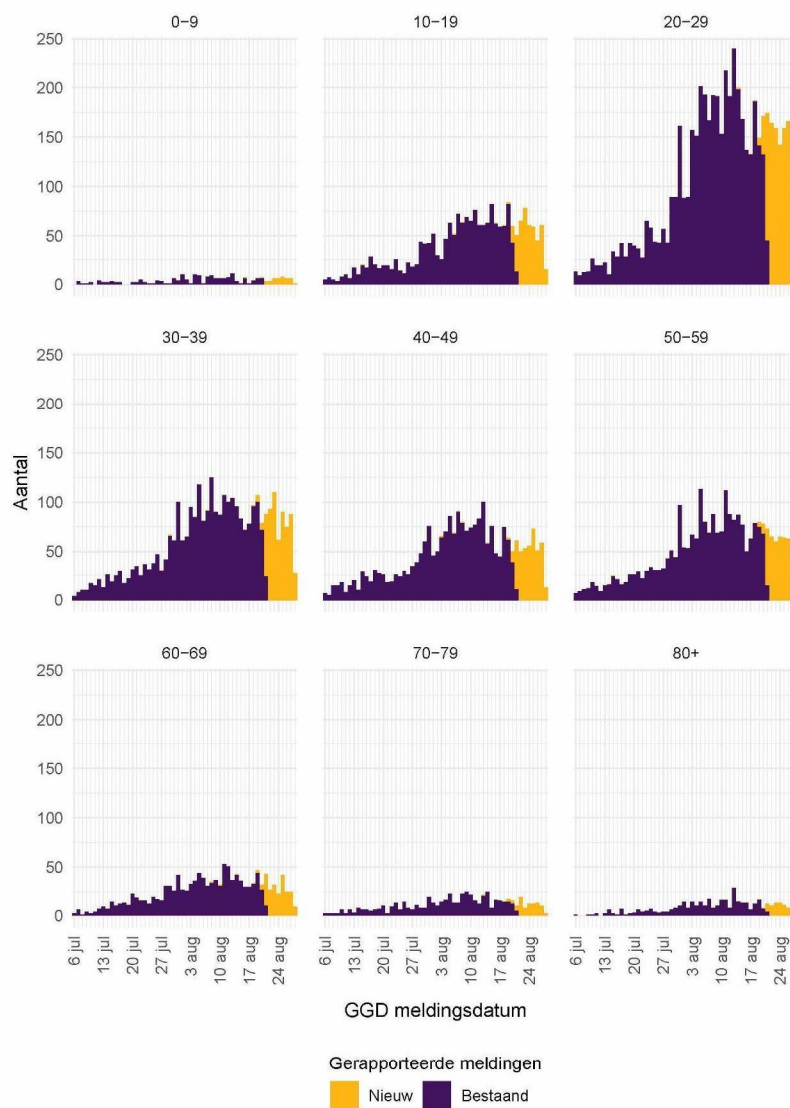 0−9 10−19 20−29
250
200
150
100
50
0
30−39 40−49 50−59
250
200
150
100
50
0
60−69 70−79 80+
250
200
150
100
50
0
Aantal
6 jul 13 jul 20 jul 27 jul 3 aug 10 aug 17 aug 24 aug 6 jul 13 jul 20 jul 27 jul 3 aug 10 aug 17 aug 24 aug 6 jul 13 jul 20 jul 27 jul 3 aug 10 aug 17 aug 24 aug
GGD meldingsdatum
Gerapporteerde meldingen
Nieuw Bestaand